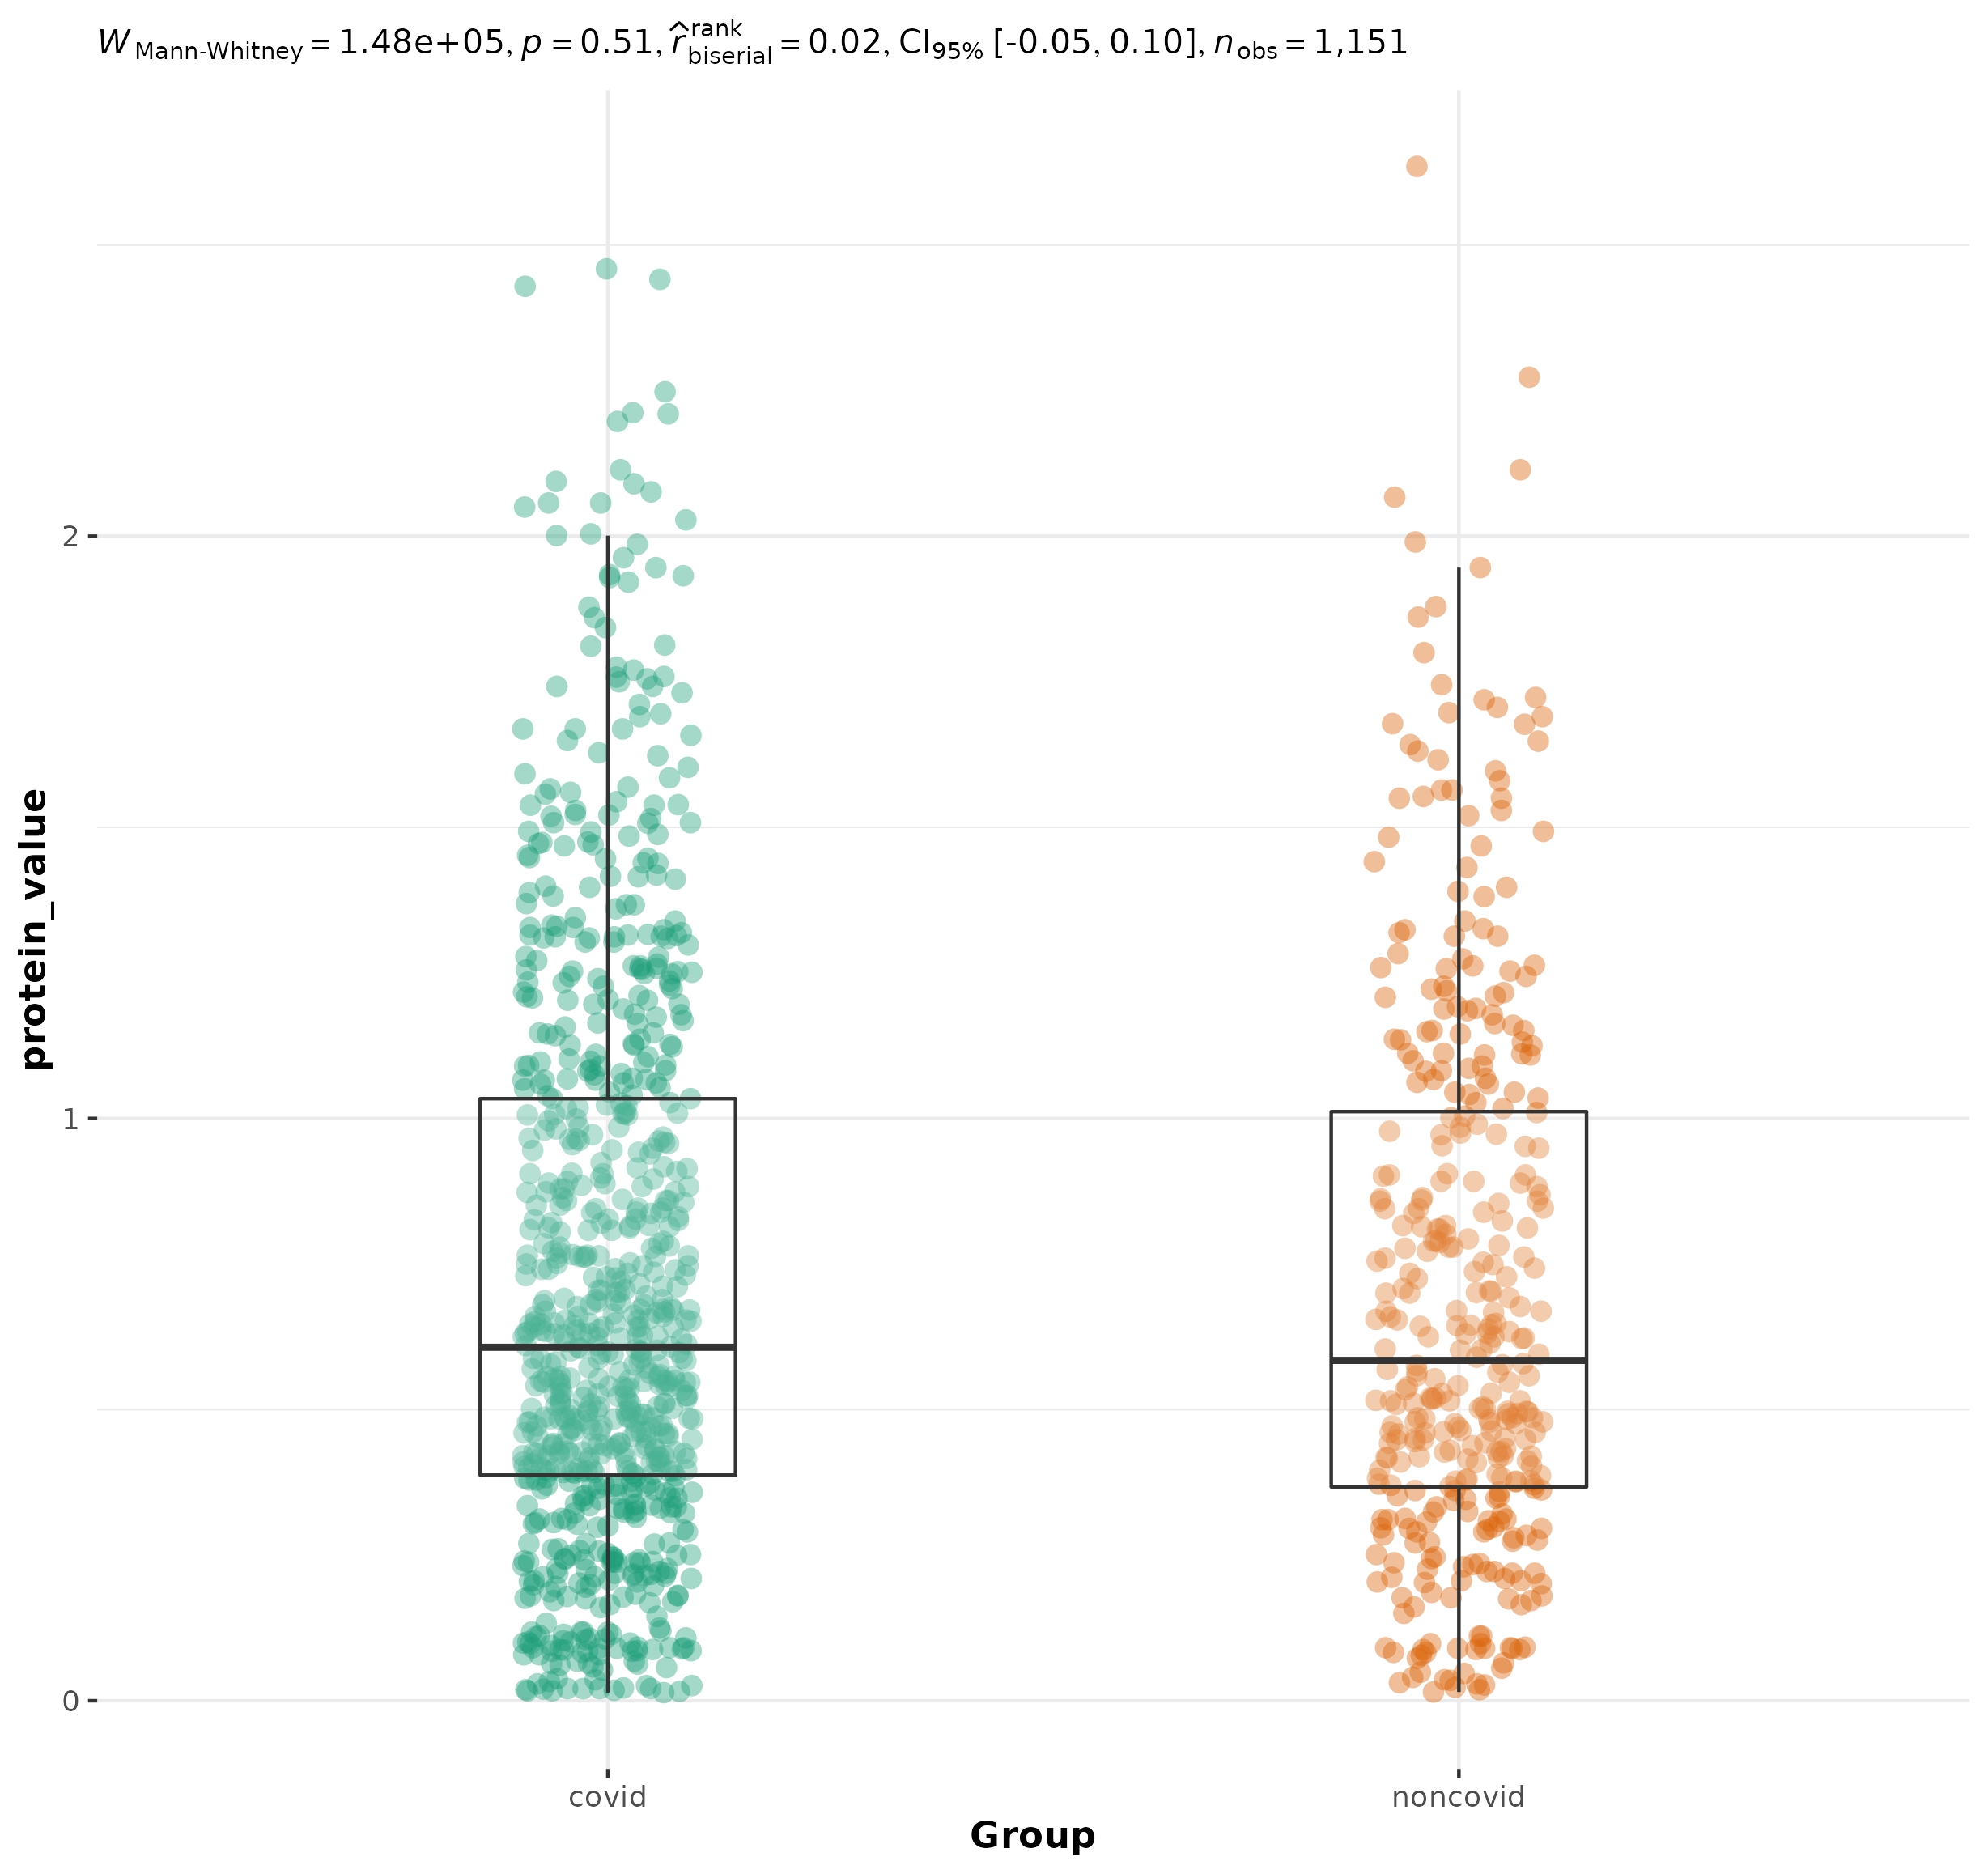 W Mann-Whitney = 1.48e+05, p = 0.51, r̂ rank biserial = 0.02, CI95% [-0.05, 0.10], n obs = 1,151
protein_value
2
1
0
covid noncovid
Group